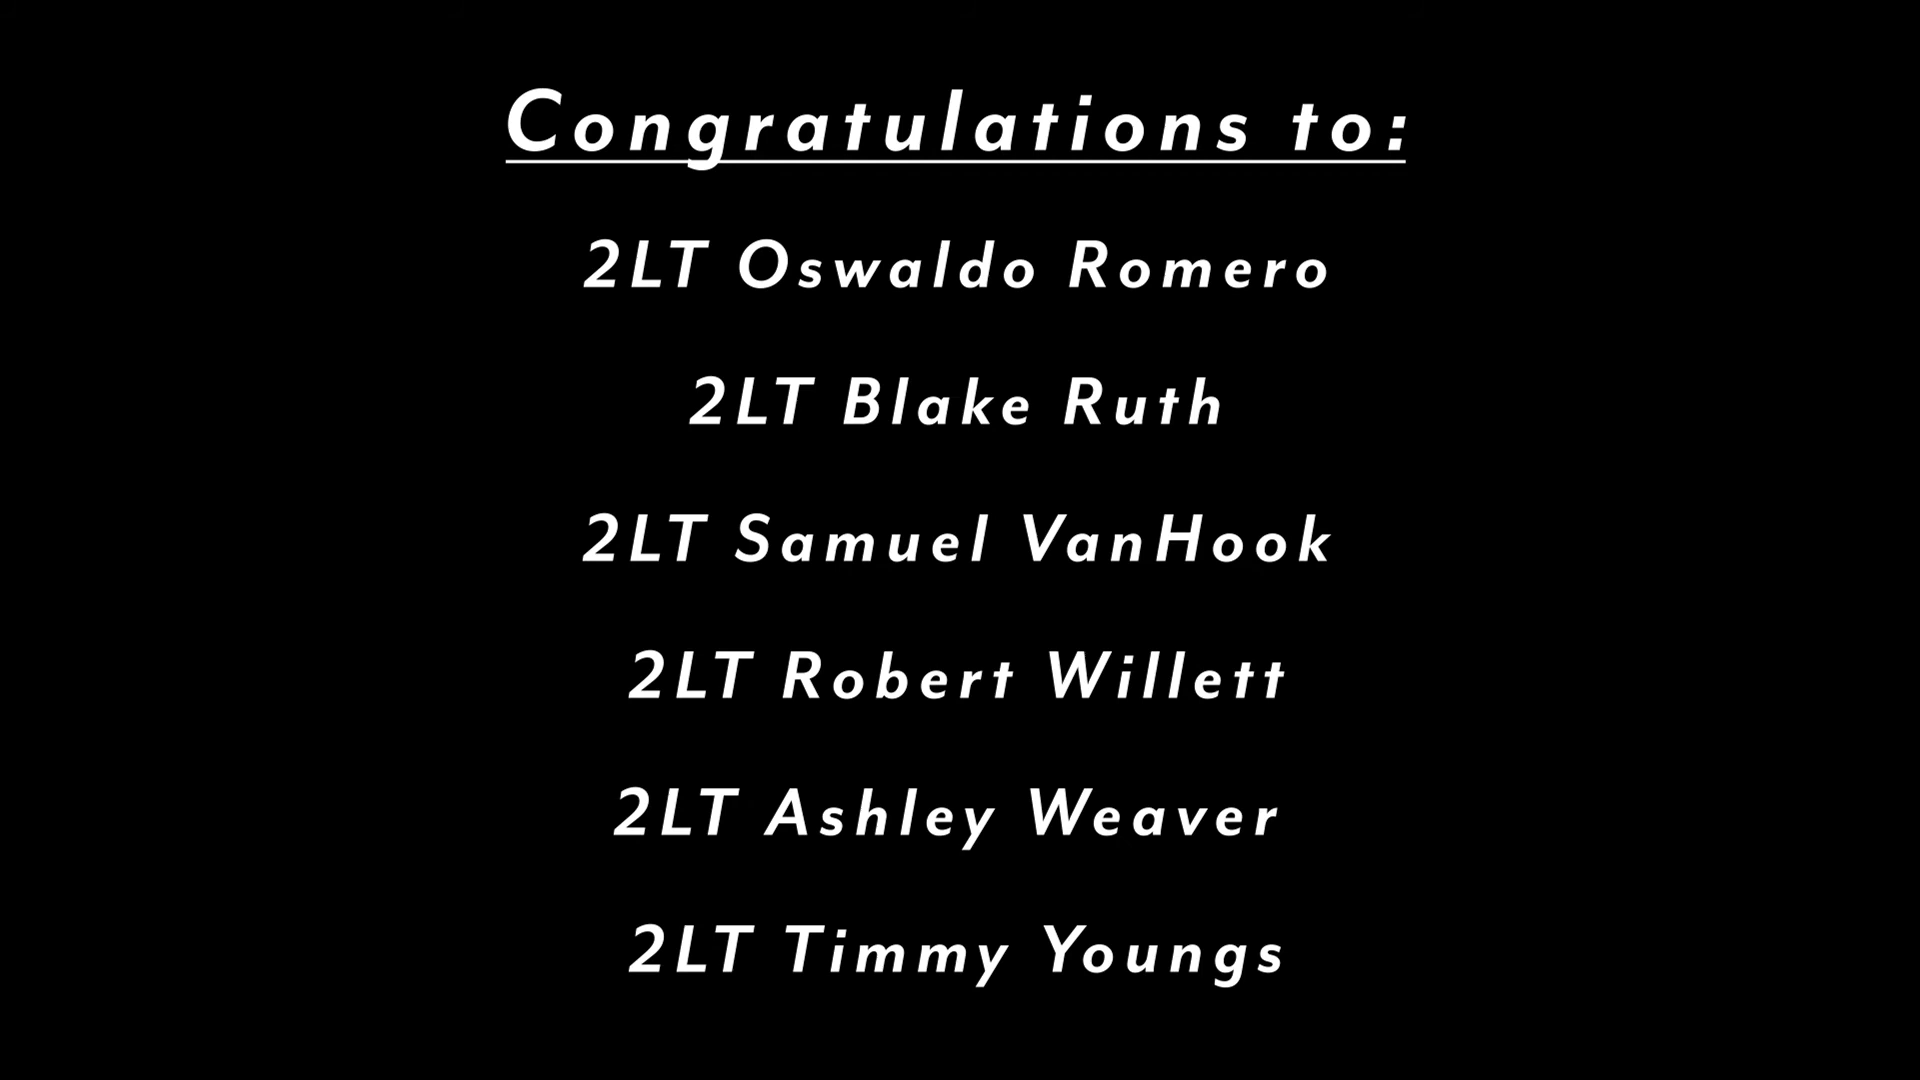 Congratulations to:
2LT Oswaldo Romero
2LT Blake Ruth
2LT Samuel VanHook
2LT Robert Willett
2LT Ashley Weaver
2LT Timmy Youngs